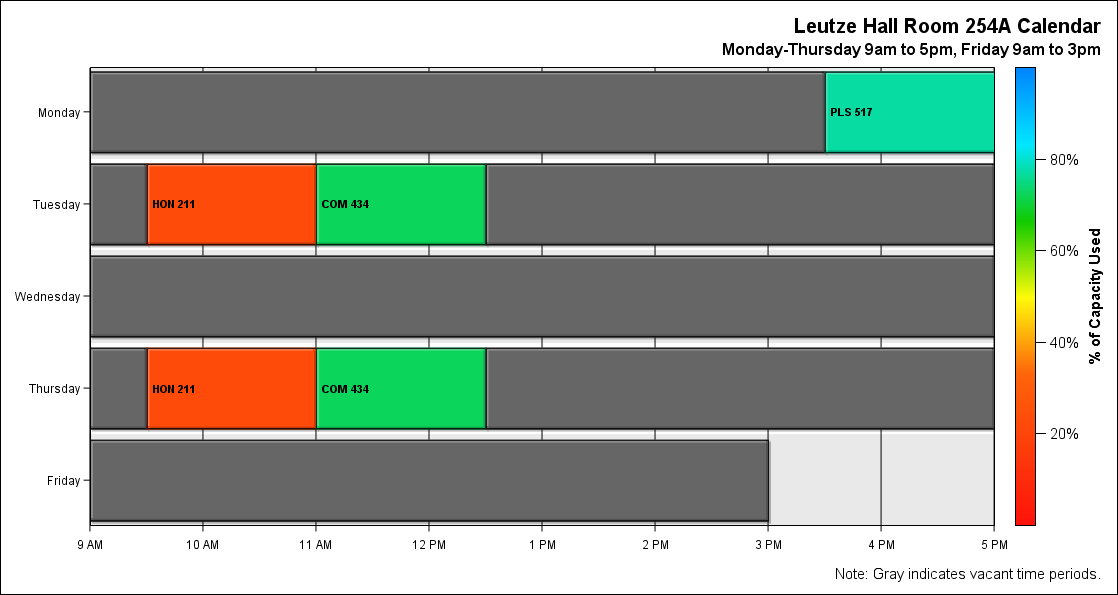 Leutze Hall Room 254A Calendar
Monday-Thursday 9am to 5pm, Friday 9am to 3pm
Monday
PLS 517
Tuesday
HON 211
COM 434
Wednesday
Thursday
HON 211
COM 434
Friday
9 AM
10 AM
11 AM
12 PM
1 PM
2 PM
3 PM
4 PM
5 PM
80%
60%
40%
20%
% of Capacity Used
Note: Gray indicates vacant time periods.